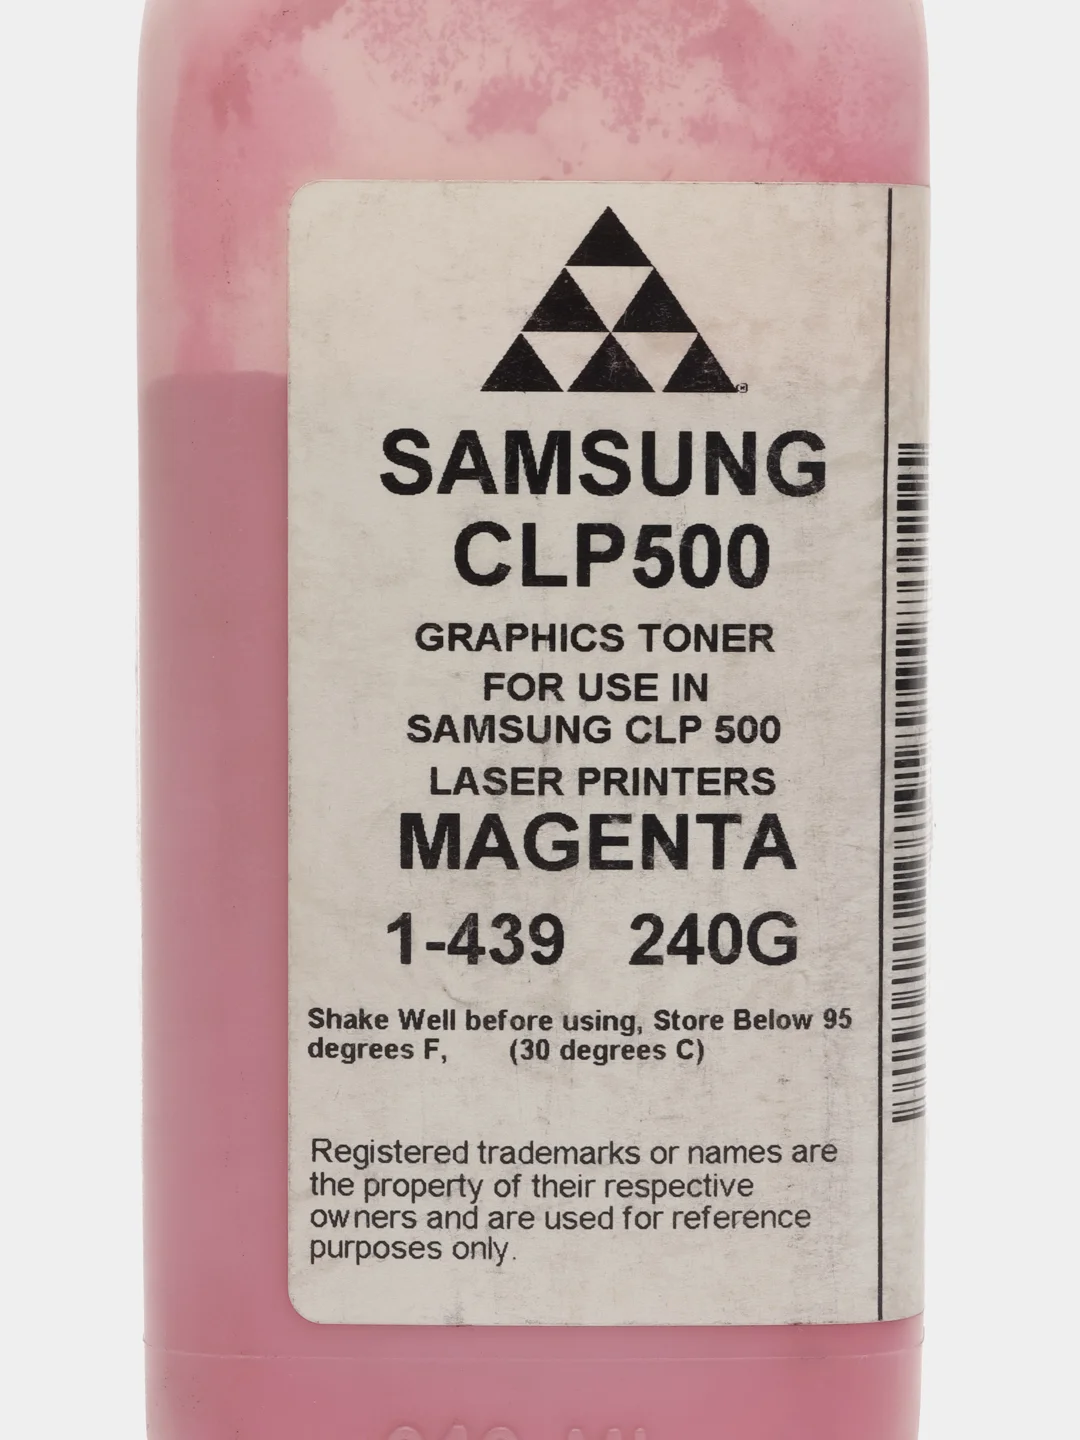 SAMSUNG
CLP500
GRAPHICS TONER
FOR USE IN
SAMSUNG CLP 500
LASER PRINTERS
MAGENTA
1-439 240G
Shake Well before using, Store Below 95
degrees F, (30 degrees C)
Registered trademarks or names are
the property of their respective
owners and are used for reference
purposes only.